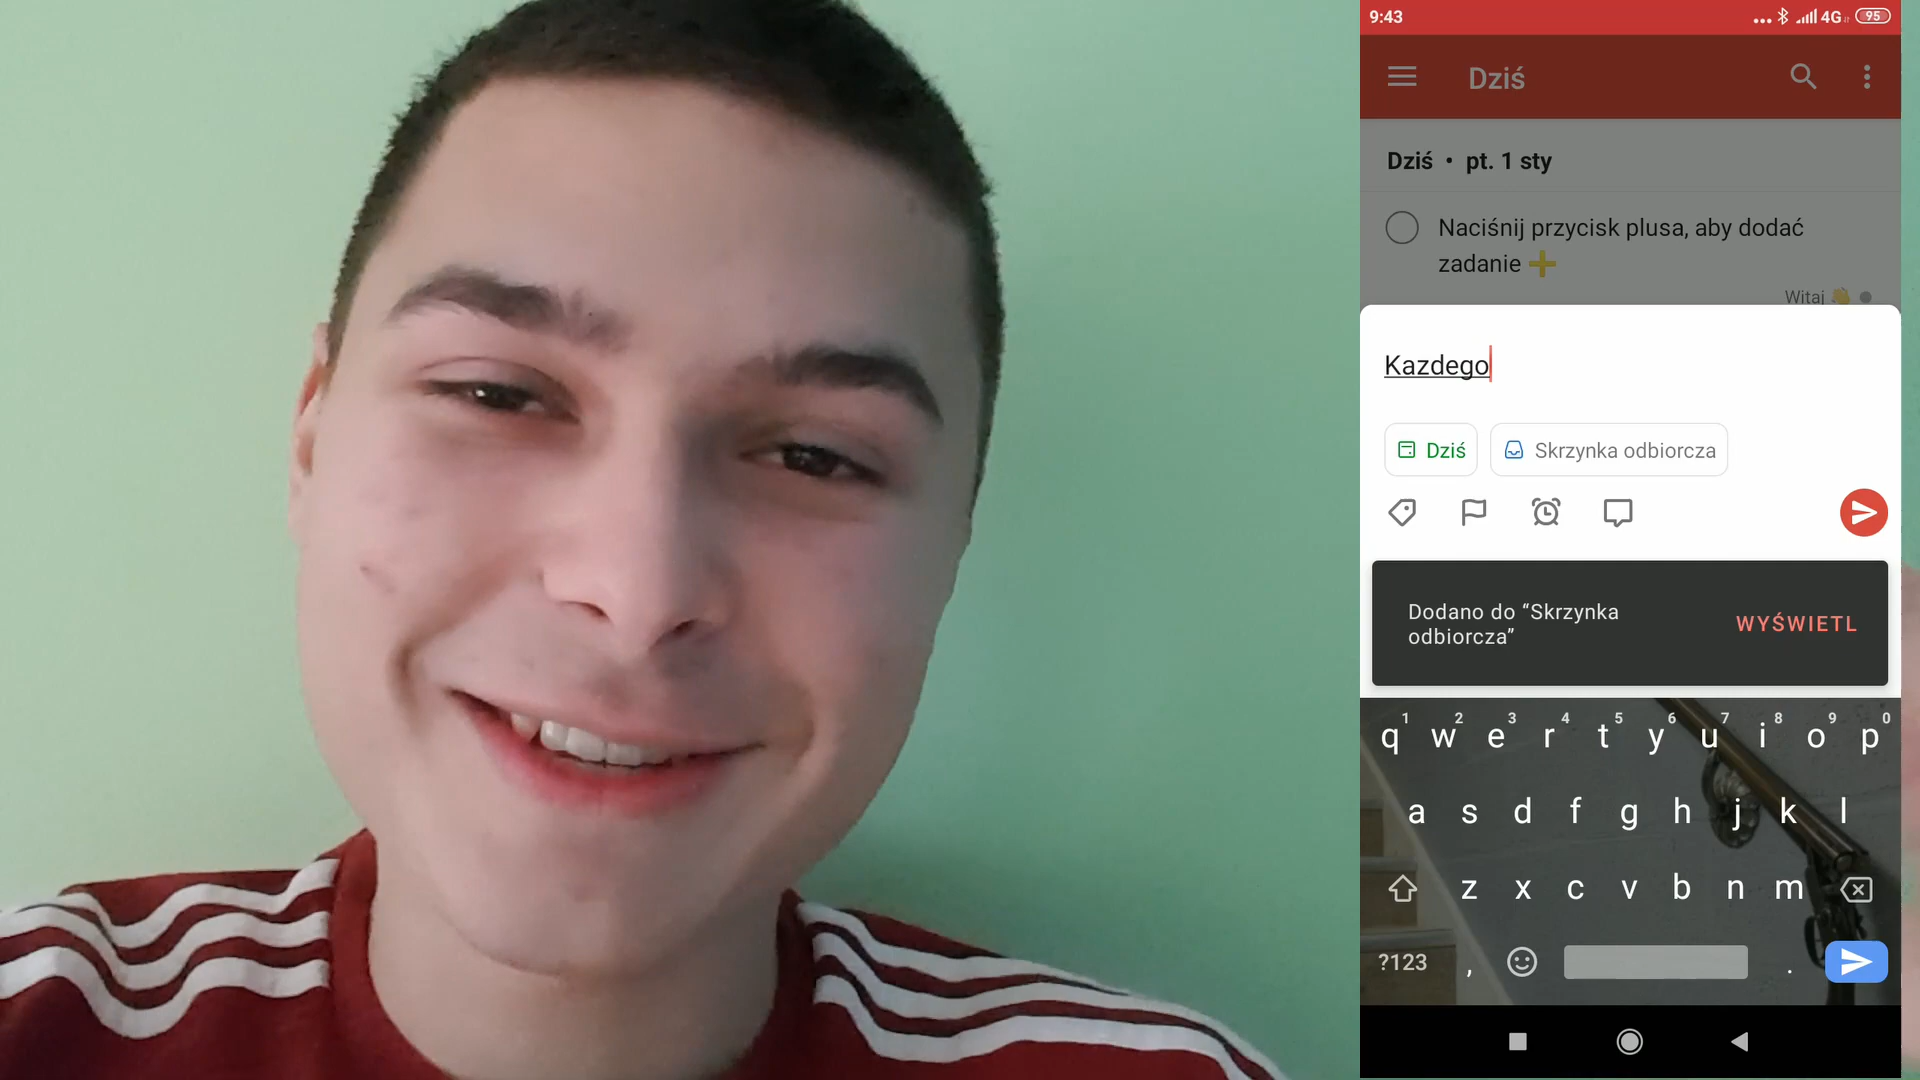 9:43
4G
95
Dziś
Dziś • pt. 1 sty
Naciśnij przycisk plusa, aby dodać
zadanie ➕
Witaj 👋
Kazdego
Dziś
Skrzynka odbiorcza
Dodano do “Skrzynka
odbiorcza”
WYŚWIETL
1 2 3 4 5 6 7 8 9 0
q w e r t y u i o p
a s d f g h j k l
z x c v b n m
?123 , .